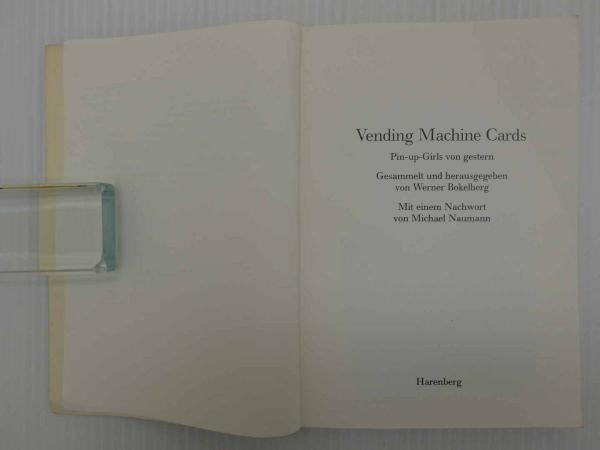 Vending Machine Cards
Pin-up-Girls von gestern
Gesammelt und herausgegeben
von Werner Bokelberg
Mit einem Nachwort
von Michael Naumann
Harenberg